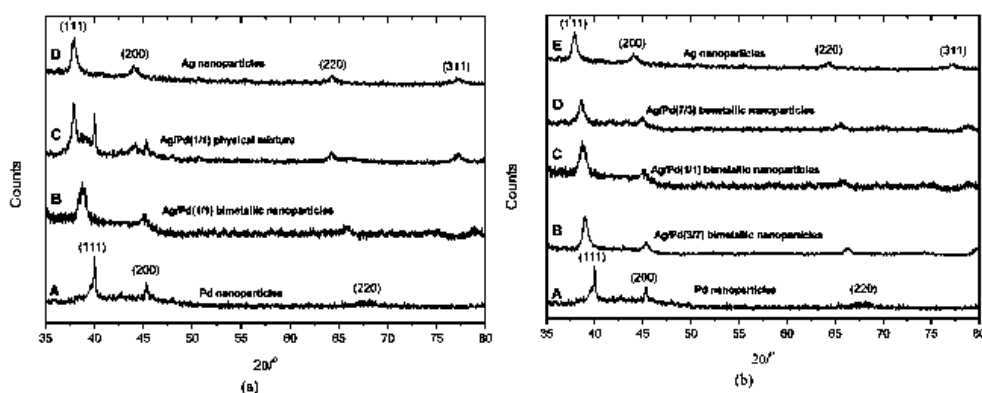 (111)
D
(200)
Ag nanoparticles
(220)
(311)
C
Ag/Pd(1/1) physical mixture
B
Ag/Pd(1/1) bimetallic nanoparticles
(111)
(200)
A
Pd nanoparticles
(220)
Counts
35 40 45 50 55 60 65 70 75 80
2θ/°
(a)
(111)
E
(200)
Ag nanoparticles
(220)
(311)
D
Ag/Pd(7/3) bimetallic nanoparticles
C
Ag/Pd(1/1) bimetallic nanoparticles
B
Ag/Pd(3/7) bimetallic nanoparticles
(111)
(200)
A
Pd nanoparticles
(220)
Counts
35 40 45 50 55 60 65 70 75 80
2θ/°
(b)